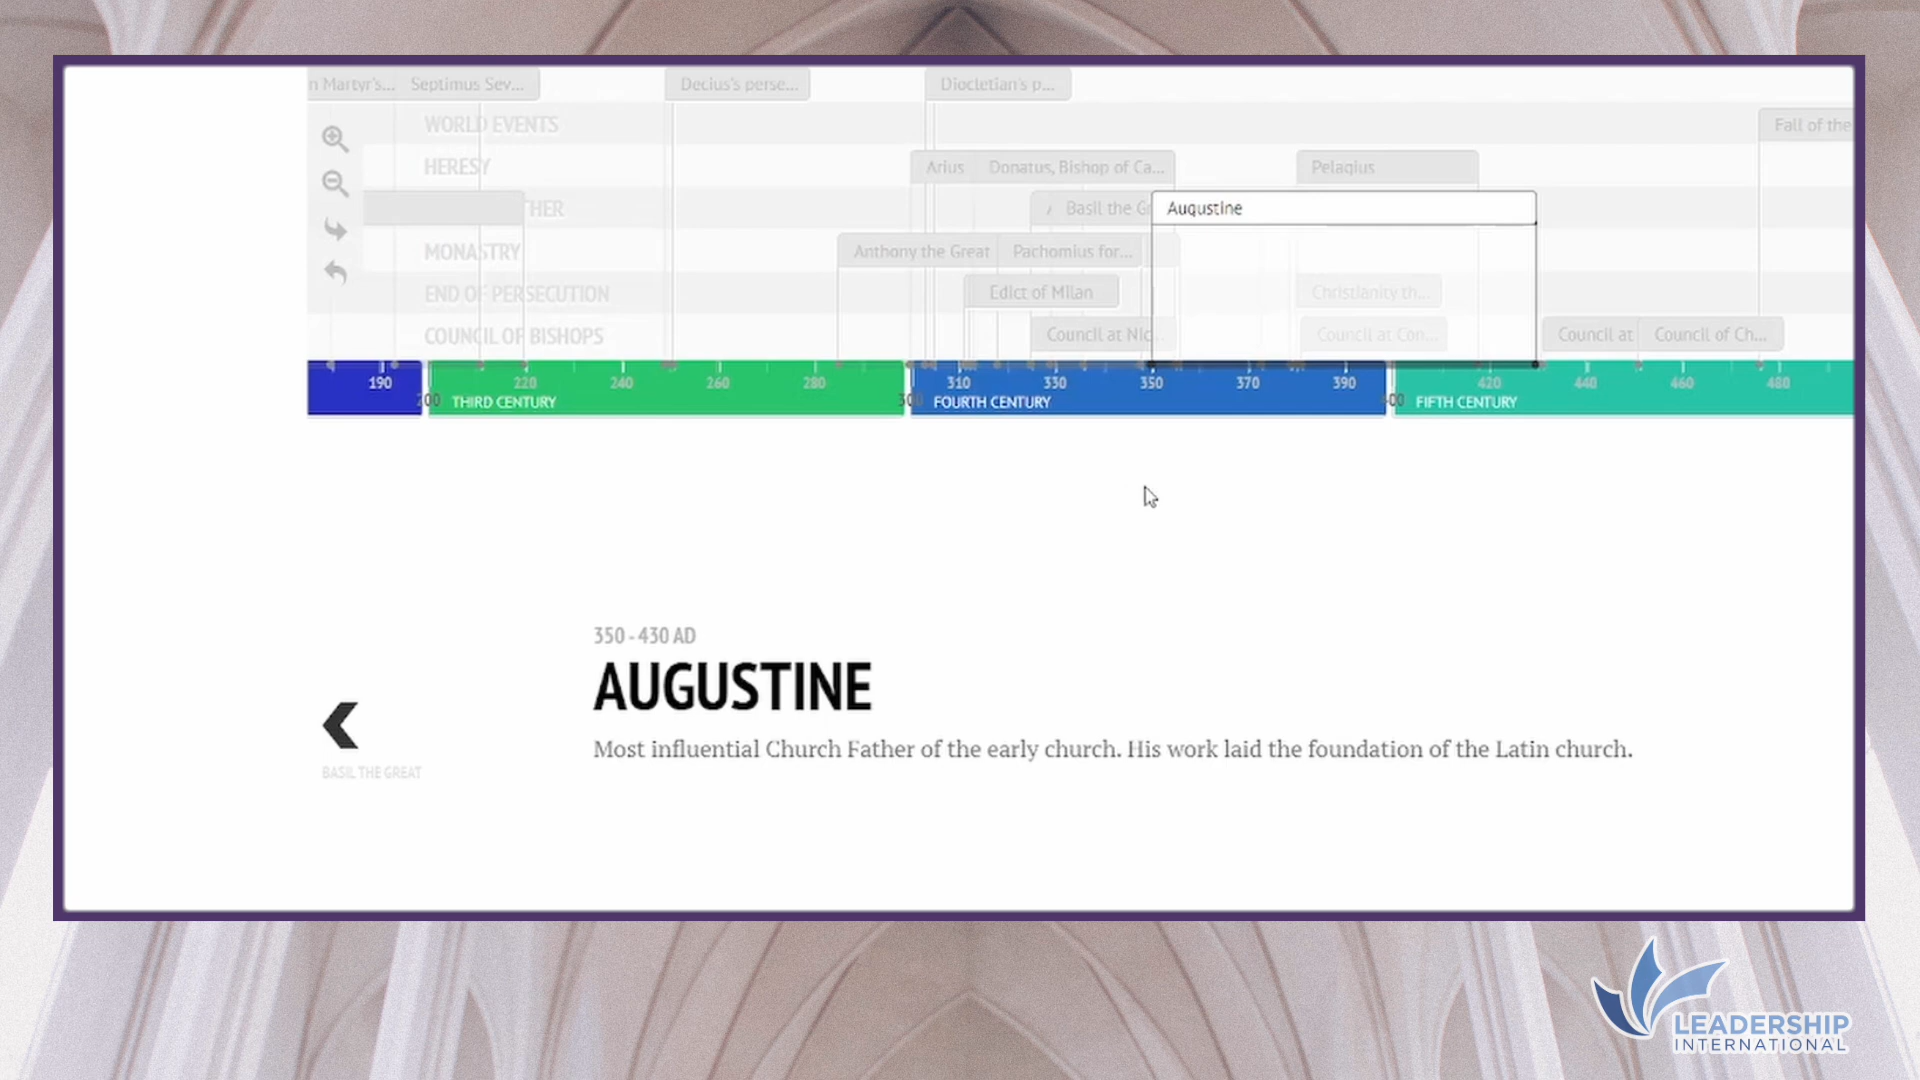 n Martyr's... Septimus Sev... Decius's perse... Diocletian's p...
WORLD EVENTS Fall of the
HERESY Arius Donatus, Bishop of Ca... Pelagius
THER Basil the Gr Augustine
MONASTRY Anthony the Great Pachomius for...
END OF PERSECUTION Edict of Milan Christianity th...
COUNCIL OF BISHOPS Council at Nic... Council at Con... Council at Council of Ch...
190 220 240 260 280 310 330 350 370 390 420 440 460 480
200 THIRD CENTURY 300 FOURTH CENTURY 400 FIFTH CENTURY
350 - 430 AD
AUGUSTINE
Most influential Church Father of the early church. His work laid the foundation of the Latin church.
BASIL THE GREAT
LEADERSHIP
INTERNATIONAL